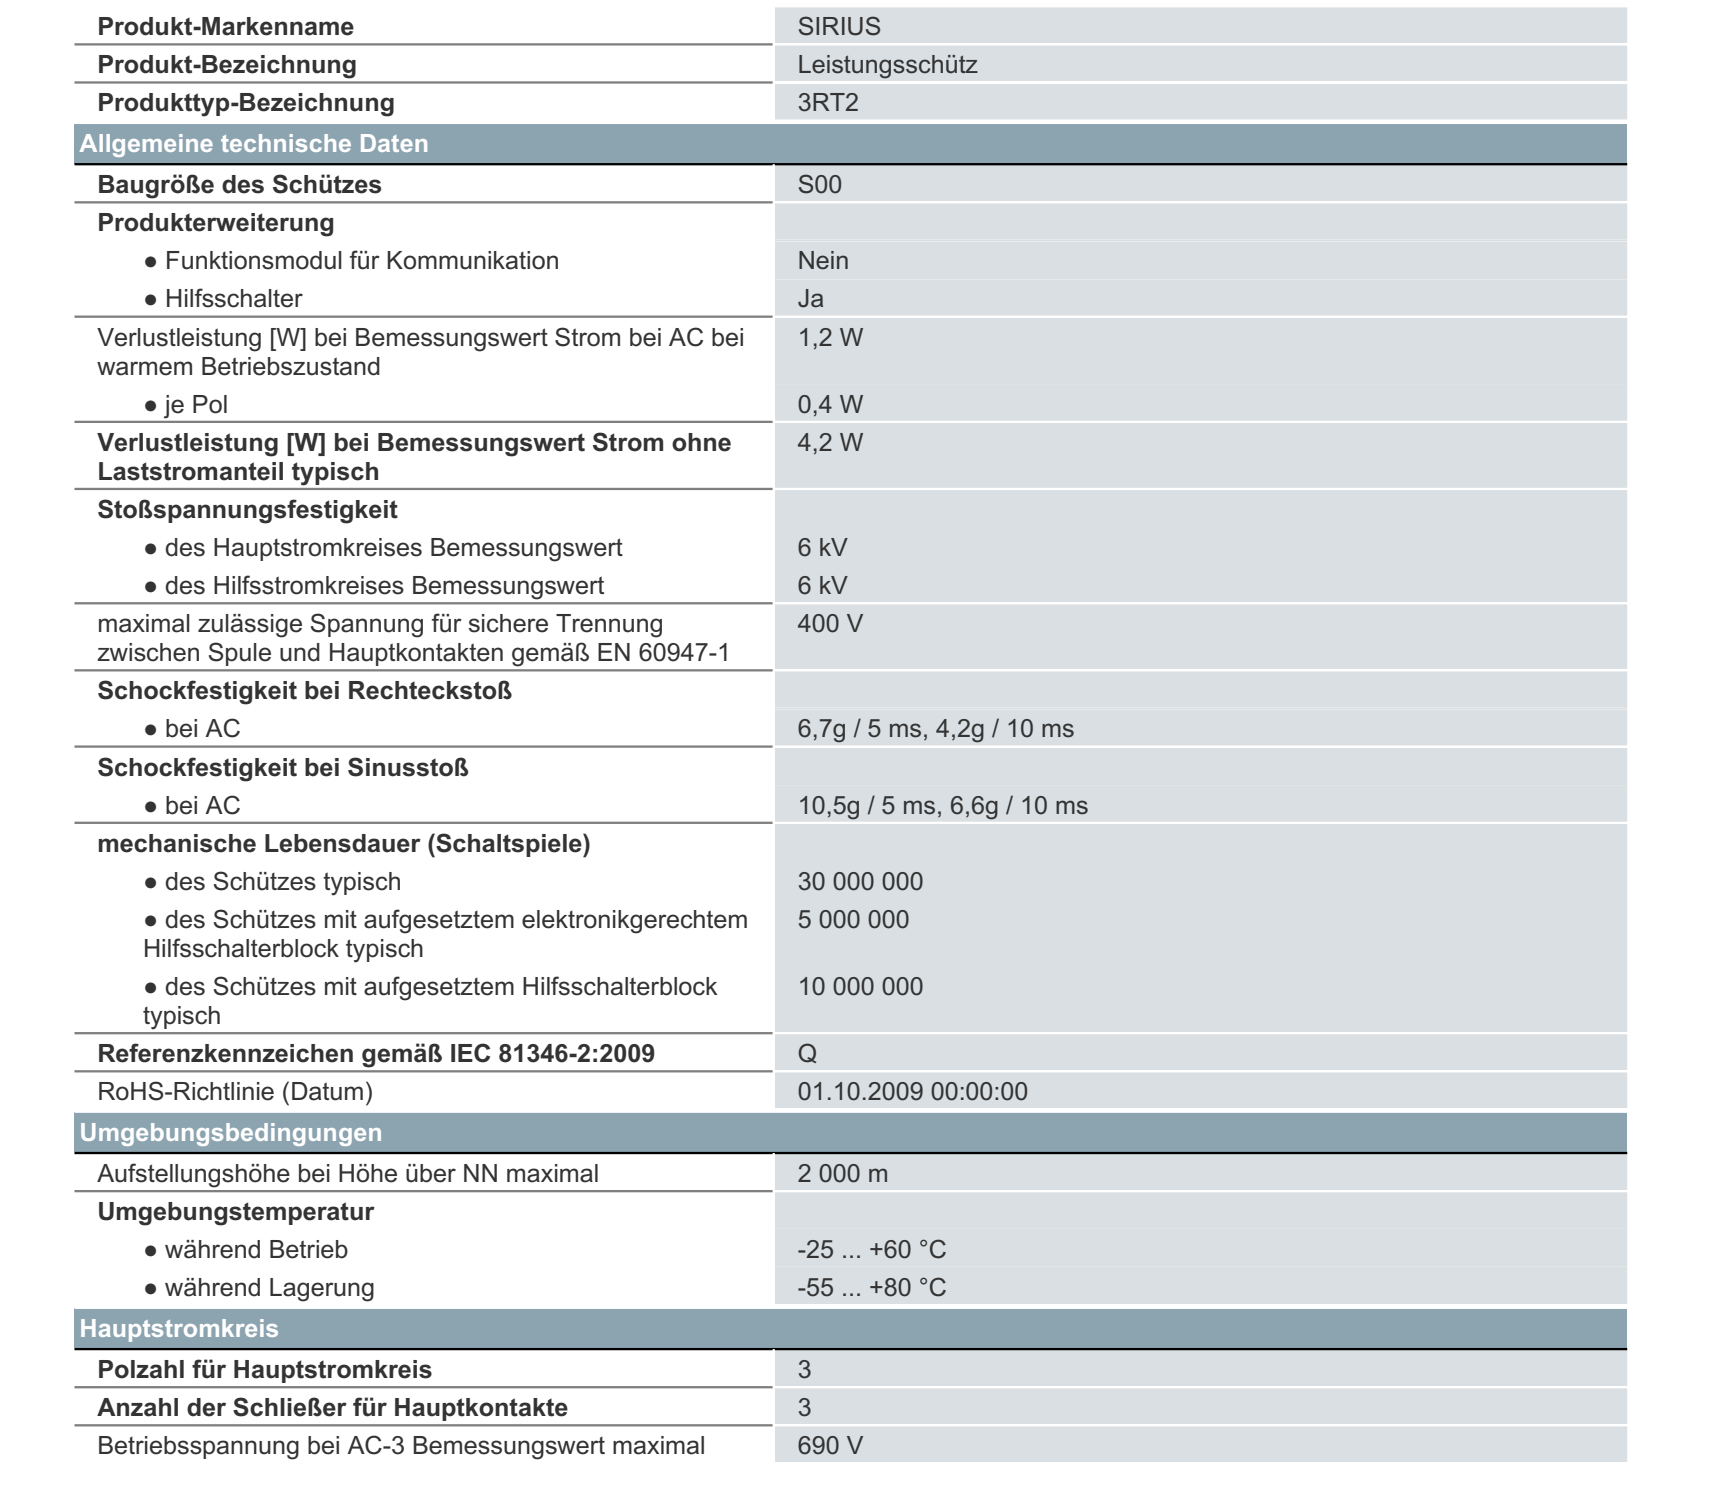 Produkt-Markenname SIRIUS
Produkt-Bezeichnung Leistungsschütz
Produkttyp-Bezeichnung 3RT2
Allgemeine technische Daten
Baugröße des Schützes S00
Produkterweiterung
● Funktionsmodul für Kommunikation Nein
● Hilfsschalter Ja
Verlustleistung [W] bei Bemessungswert Strom bei AC bei 1,2 W
warmem Betriebszustand
● je Pol 0,4 W
Verlustleistung [W] bei Bemessungswert Strom ohne 4,2 W
Laststromanteil typisch
Stoßspannungsfestigkeit
● des Hauptstromkreises Bemessungswert 6 kV
● des Hilfsstromkreises Bemessungswert 6 kV
maximal zulässige Spannung für sichere Trennung 400 V
zwischen Spule und Hauptkontakten gemäß EN 60947-1
Schockfestigkeit bei Rechteckstoß
● bei AC 6,7g / 5 ms, 4,2g / 10 ms
Schockfestigkeit bei Sinusstoß
● bei AC 10,5g / 5 ms, 6,6g / 10 ms
mechanische Lebensdauer (Schaltspiele)
● des Schützes typisch 30 000 000
● des Schützes mit aufgesetztem elektronikgerechtem 5 000 000
Hilfsschalterblock typisch
● des Schützes mit aufgesetztem Hilfsschalterblock 10 000 000
typisch
Referenzkennzeichen gemäß IEC 81346-2:2009 Q
RoHS-Richtlinie (Datum) 01.10.2009 00:00:00
Umgebungsbedingungen
Aufstellungshöhe bei Höhe über NN maximal 2 000 m
Umgebungstemperatur
● während Betrieb -25 ... +60 °C
● während Lagerung -55 ... +80 °C
Hauptstromkreis
Polzahl für Hauptstromkreis 3
Anzahl der Schließer für Hauptkontakte 3
Betriebsspannung bei AC-3 Bemessungswert maximal 690 V